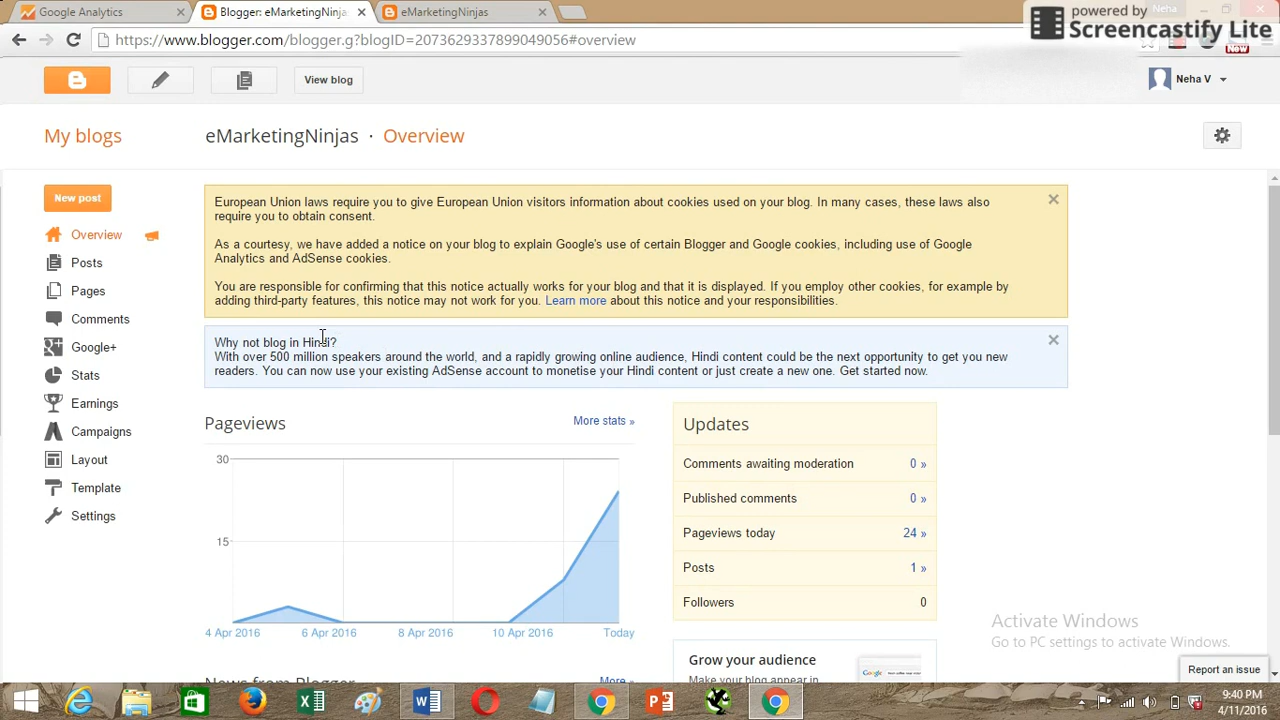 Google Analytics
Blogger: eMarketingNinjas
eMarketingNinjas
Neha
powered by
Screencastify Lite
New
View blog
Neha V
My blogs
eMarketingNinjas · Overview
New post
Overview
Posts
Pages
Comments
Google+
Stats
Earnings
Campaigns
Layout
Template
Settings
European Union laws require you to give European Union visitors information about cookies used on your blog. In many cases, these laws also
require you to obtain consent.
As a courtesy, we have added a notice on your blog to explain Google's use of certain Blogger and Google cookies, including use of Google
Analytics and AdSense cookies.
You are responsible for confirming that this notice actually works for your blog and that it is displayed. If you employ other cookies, for example by
adding third-party features, this notice may not work for you. Learn more about this notice and your responsibilities.
Why not blog in Hindi?
With over 500 million speakers around the world, and a rapidly growing online audience, Hindi content could be the next opportunity to get you new
readers. You can now use your existing AdSense account to monetise your Hindi content or just create a new one. Get started now.
Pageviews
More stats »
30
15
4 Apr 2016
6 Apr 2016
8 Apr 2016
10 Apr 2016
Today
Updates
Comments awaiting moderation 0 »
Published comments 0 »
Pageviews today 24 »
Posts 1 »
Followers 0
Grow your audience
Make your blog appear in
News from Blogger
More »
Activate Windows
Go to PC settings to activate Windows.
Report an issue
9:40 PM
4/11/2016